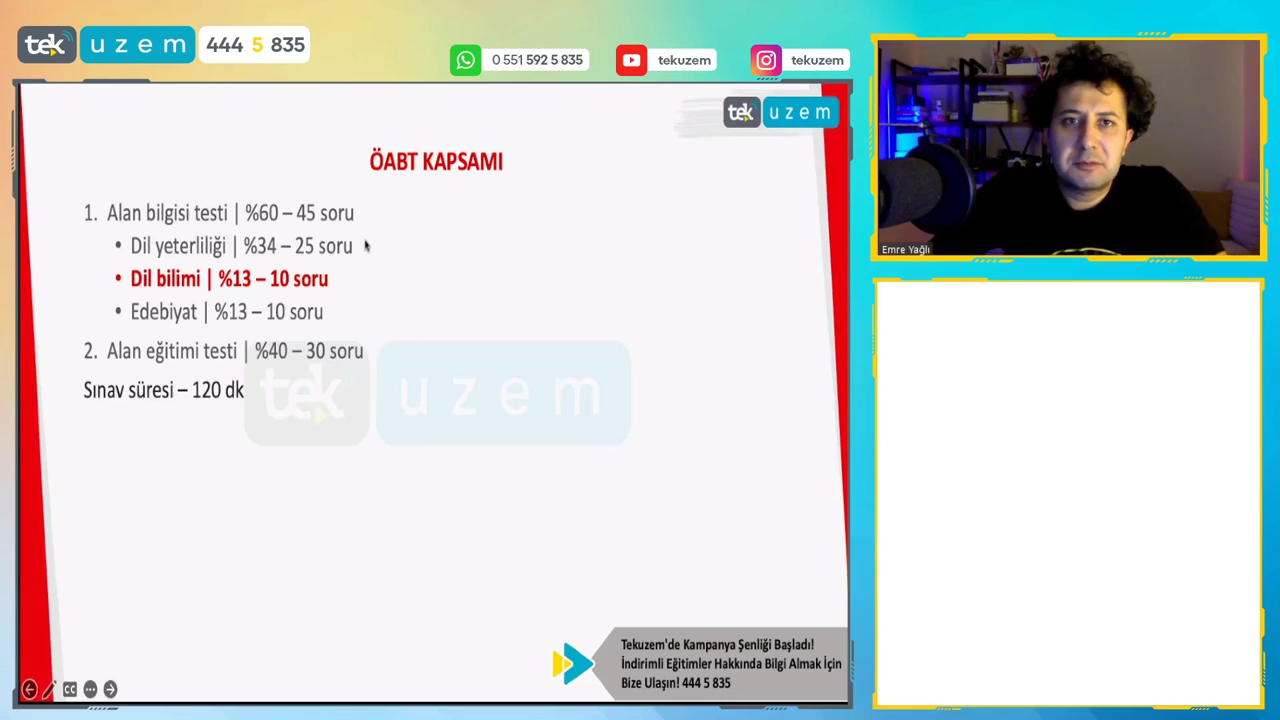 tek uzem 444 5 835
0 551 592 5 835
tekuzem
tekuzem
tek uzem
ÖABT KAPSAMI
1. Alan bilgisi testi | %60 – 45 soru
• Dil yeterliliği | %34 – 25 soru
• Dil bilimi | %13 – 10 soru
• Edebiyat | %13 – 10 soru
2. Alan eğitimi testi | %40 – 30 soru
Sınav süresi – 120 dk
tek uzem
Tekuzem'de Kampanya Şenliği Başladı!
İndirimli Eğitimler Hakkında Bilgi Almak İçin
Bize Ulaşın! 444 5 835
CC
Emre Yağlı